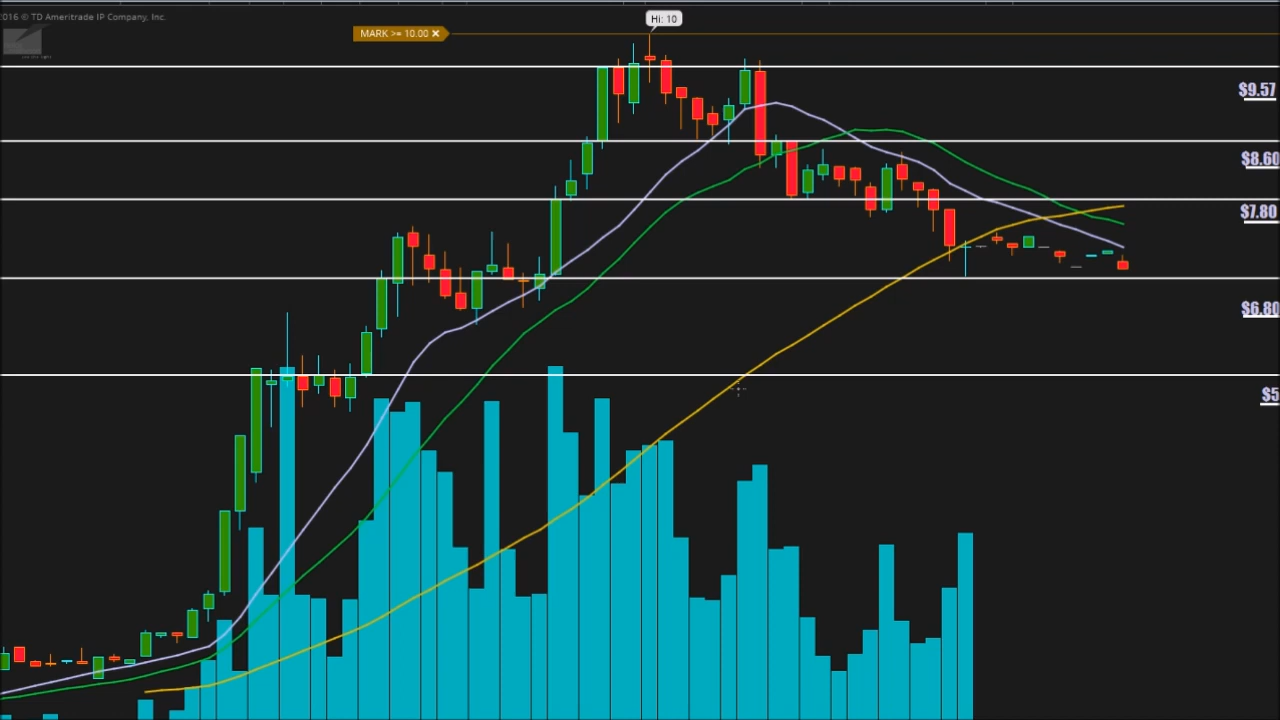 2016 © TD Ameritrade IP Company, Inc.
Hi: 10
MARK >= 10.00 ×
$9.57
$8.60
$7.80
$6.80
$5